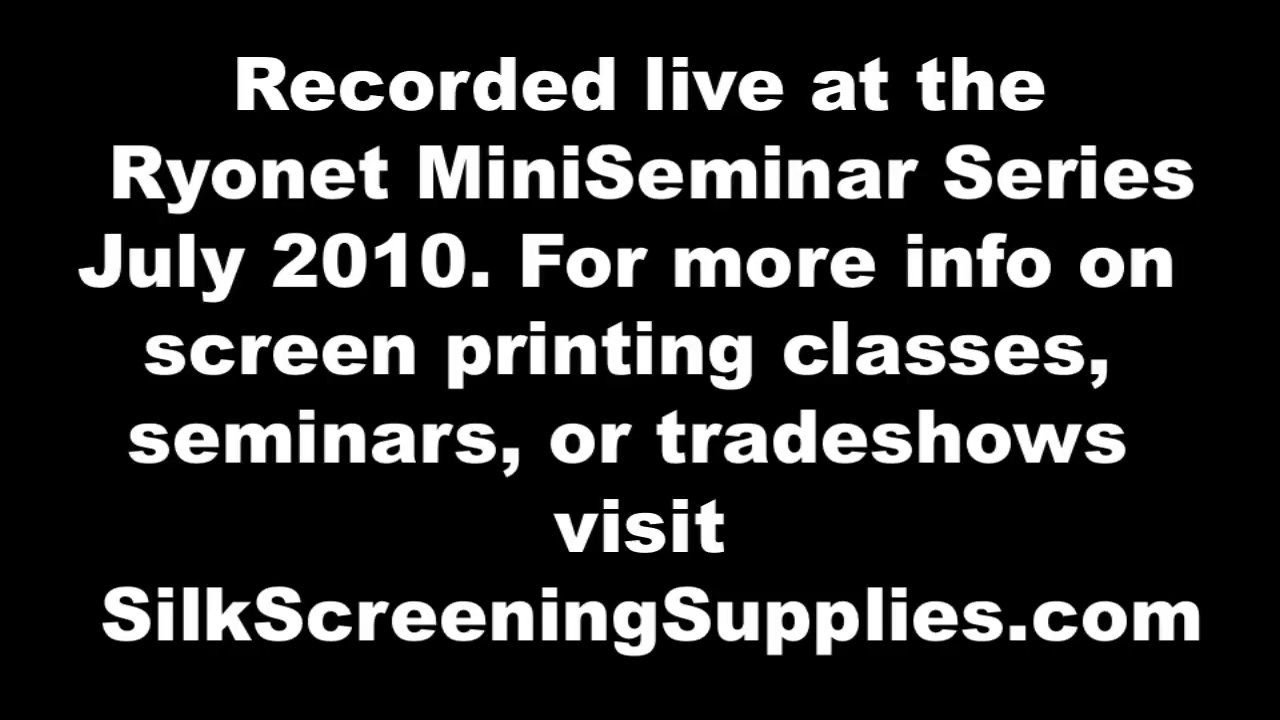 Recorded live at the
Ryonet MiniSeminar Series
July 2010. For more info on
screen printing classes,
seminars, or tradeshows
visit
SilkScreeningSupplies.com